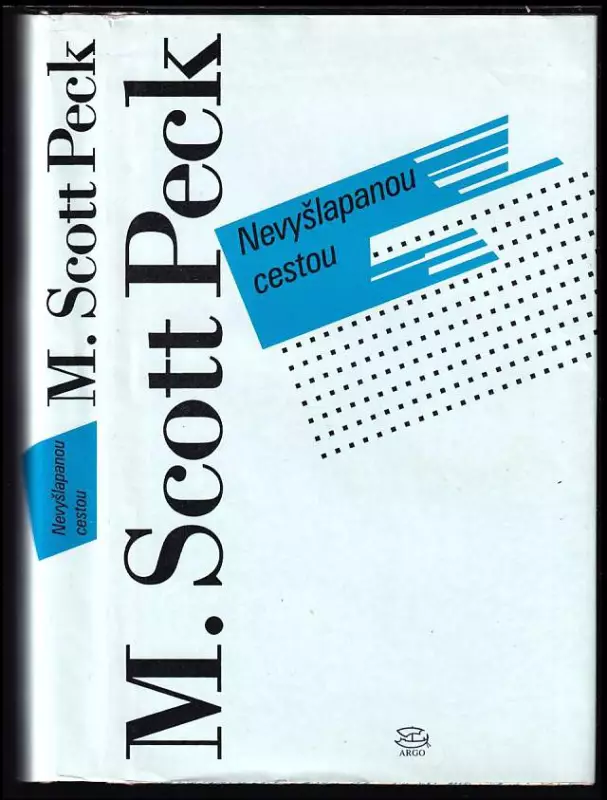 M. Scott Peck
Nevyšlapanou
cestou
M. Scott Peck
Nevyšlapanou
cestou
ARGO